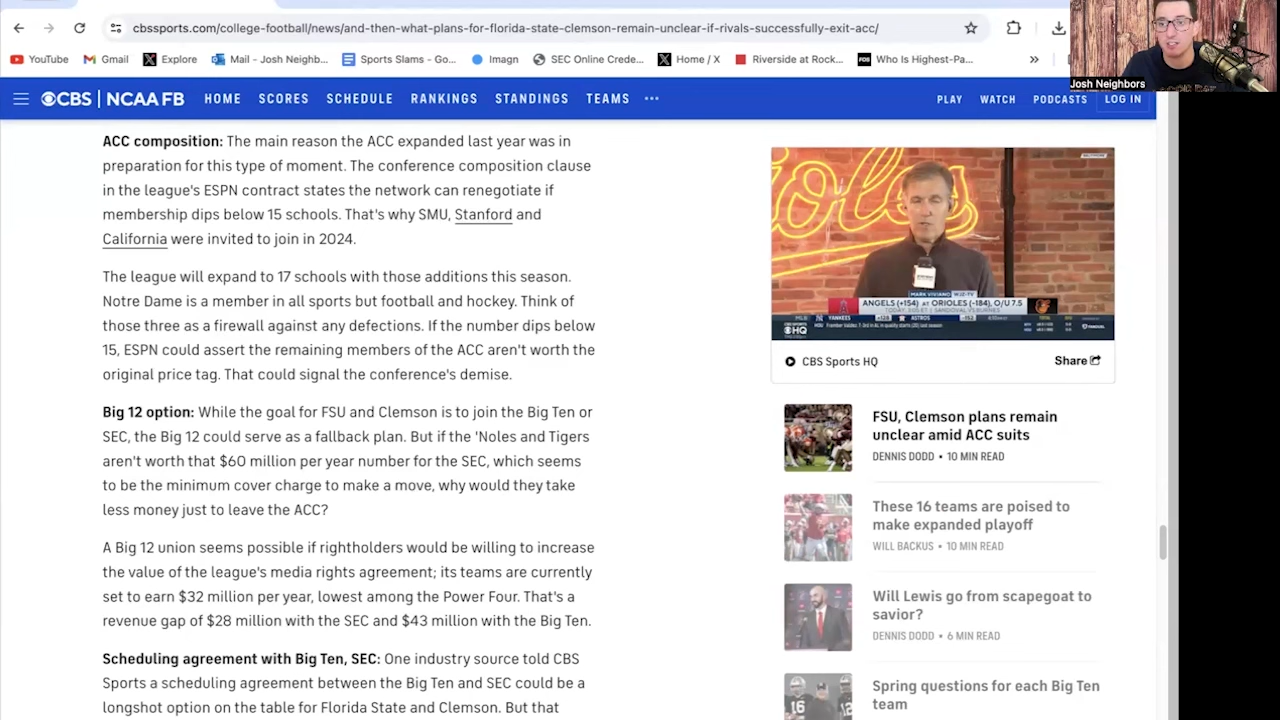 cbssports.com/college-football/news/and-then-what-plans-for-florida-state-clemson-remain-unclear-if-rivals-successfully-exit-acc/
YouTube
Gmail
Explore
Mail - Josh Neighb...
Sports Slams - Go...
Imagn
SEC Online Crede...
Home / X
Riverside at Rock...
Who Is Highest-Pa...
»
Josh Neighbors
CBS | NCAA FB
HOME
SCORES
SCHEDULE
RANKINGS
STANDINGS
TEAMS
PLAY
WATCH
PODCASTS
LOG IN
ACC composition: The main reason the ACC expanded last year was in
preparation for this type of moment. The conference composition clause
in the league's ESPN contract states the network can renegotiate if
membership dips below 15 schools. That's why SMU, Stanford and
California were invited to join in 2024.
The league will expand to 17 schools with those additions this season.
Notre Dame is a member in all sports but football and hockey. Think of
those three as a firewall against any defections. If the number dips below
15, ESPN could assert the remaining members of the ACC aren't worth the
original price tag. That could signal the conference's demise.
Big 12 option: While the goal for FSU and Clemson is to join the Big Ten or
SEC, the Big 12 could serve as a fallback plan. But if the 'Noles and Tigers
aren't worth that $60 million per year number for the SEC, which seems
to be the minimum cover charge to make a move, why would they take
less money just to leave the ACC?
A Big 12 union seems possible if rightholders would be willing to increase
the value of the league's media rights agreement; its teams are currently
set to earn $32 million per year, lowest among the Power Four. That's a
revenue gap of $28 million with the SEC and $43 million with the Big Ten.
Scheduling agreement with Big Ten, SEC: One industry source told CBS
Sports a scheduling agreement between the Big Ten and SEC could be a
longshot option on the table for Florida State and Clemson. But that
MARK VIVIANO WJZ-TV
ANGELS (+154) at ORIOLES (-184), O/U 7.5
YANKEES
ASTROS
HQ
CBS Sports HQ
Share
FSU, Clemson plans remain
unclear amid ACC suits
DENNIS DODD • 10 MIN READ
These 16 teams are poised to
make expanded playoff
WILL BACKUS • 10 MIN READ
Will Lewis go from scapegoat to
savior?
DENNIS DODD • 6 MIN READ
Spring questions for each Big Ten
team
16